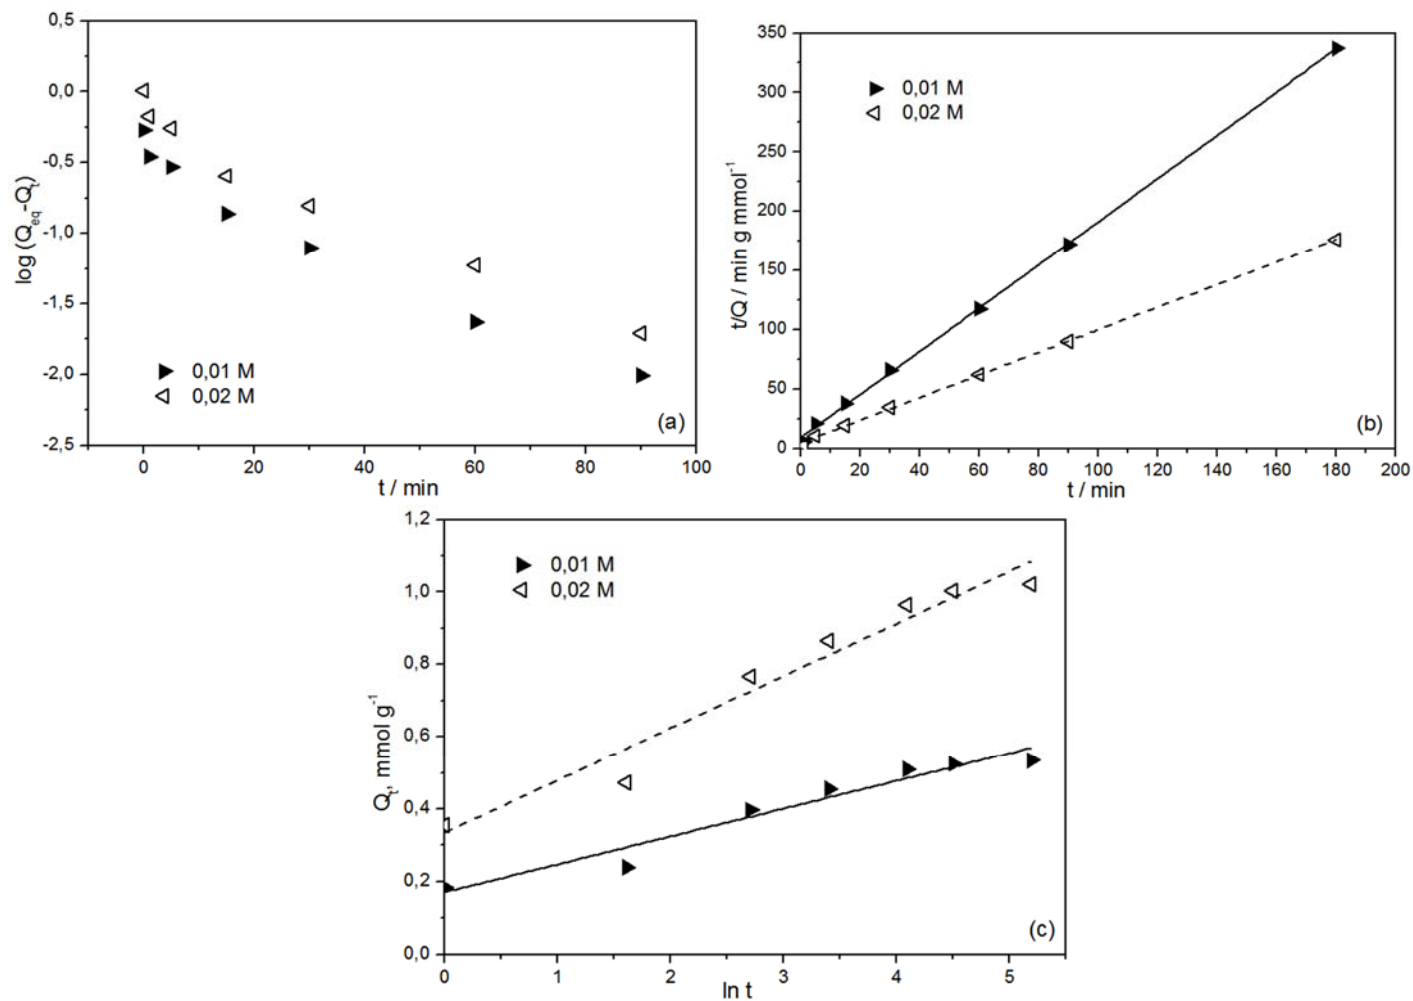 0,5
0,0
-0,5
-1,0
-1,5
-2,0
-2,5
log (Q_eq-Q_t)
0,01 M
0,02 M
(a)
0 20 40 60 80 100
t / min
350
300
250
200
150
100
50
0
t/Q / min g mmol⁻¹
0,01 M
0,02 M
(b)
0 20 40 60 80 100 120 140 160 180 200
t / min
1,2
1,0
0,8
0,6
0,4
0,2
0,0
Q_t, mmol g⁻¹
0,01 M
0,02 M
(c)
0 1 2 3 4 5
ln t